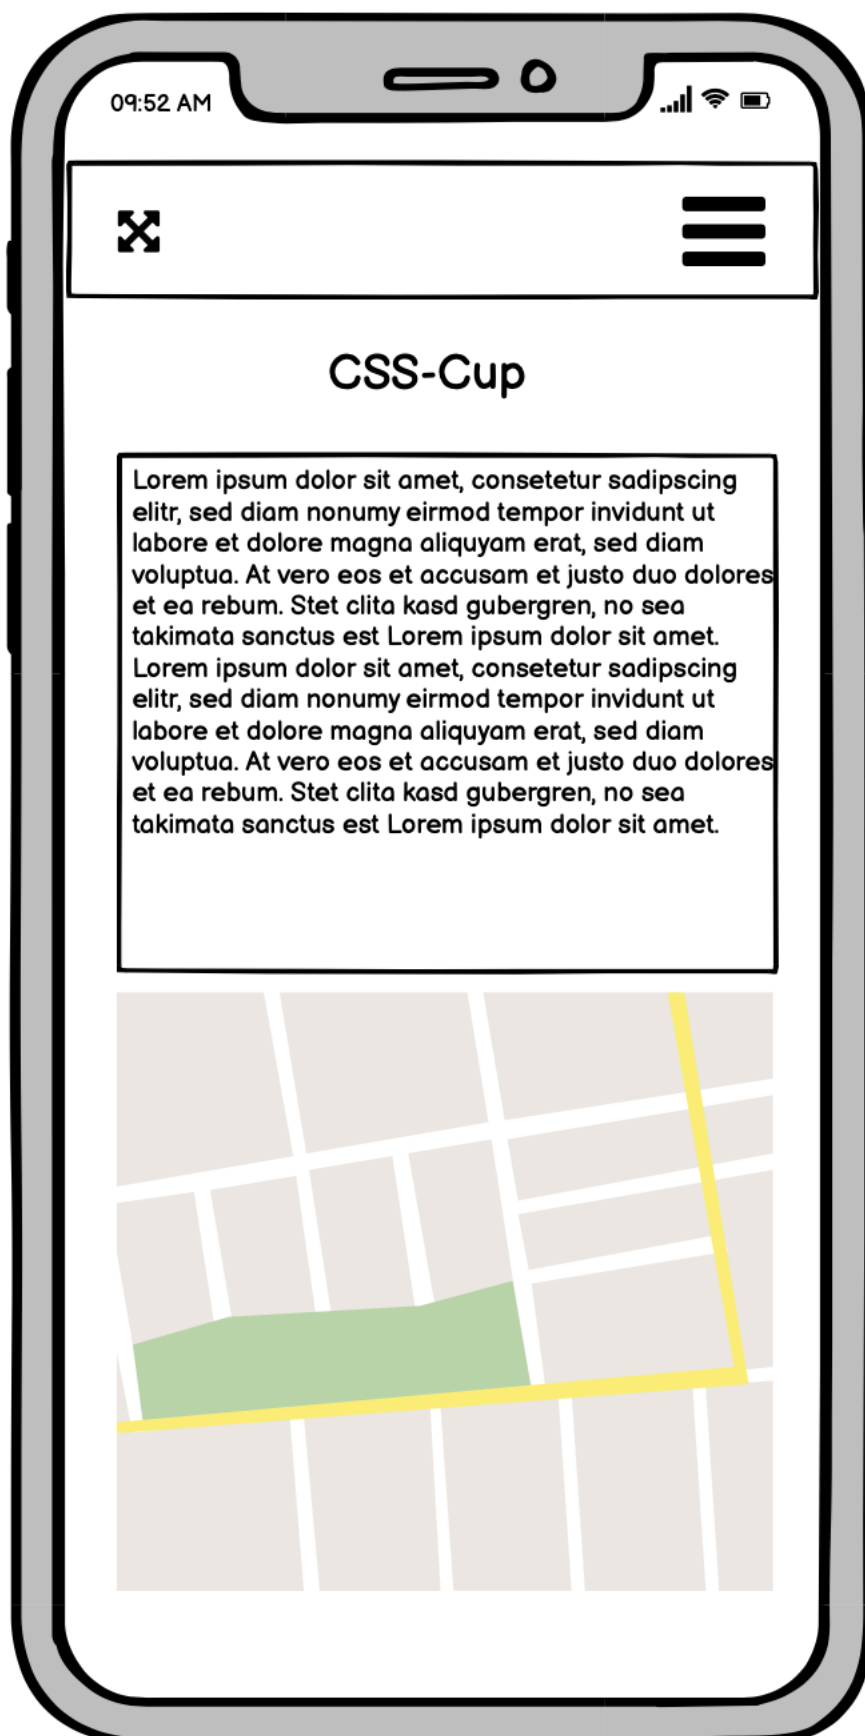 09:52 AM
CSS-Cup
Lorem ipsum dolor sit amet, consetetur sadipscing
elitr, sed diam nonumy eirmod tempor invidunt ut
labore et dolore magna aliquyam erat, sed diam
voluptua. At vero eos et accusam et justo duo dolores
et ea rebum. Stet clita kasd gubergren, no sea
takimata sanctus est Lorem ipsum dolor sit amet.
Lorem ipsum dolor sit amet, consetetur sadipscing
elitr, sed diam nonumy eirmod tempor invidunt ut
labore et dolore magna aliquyam erat, sed diam
voluptua. At vero eos et accusam et justo duo dolores
et ea rebum. Stet clita kasd gubergren, no sea
takimata sanctus est Lorem ipsum dolor sit amet.